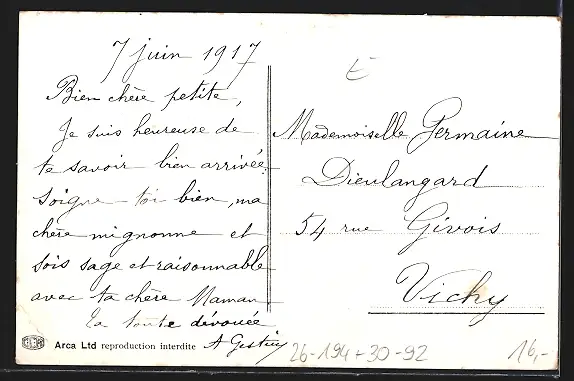 7 juin 1917
Bien chère petite,
Je suis heureuse de
te savoir bien arrivée
soigne-toi bien, ma
chère mignonne et
sois sage et raisonnable
avec ta chère Maman
Ta toute dévouée
A
Arca Ltd reproduction interdite
E
Mademoiselle Germaine
Dieulangard
54 rue Givois
Vichy
26-194+30-92
16,-